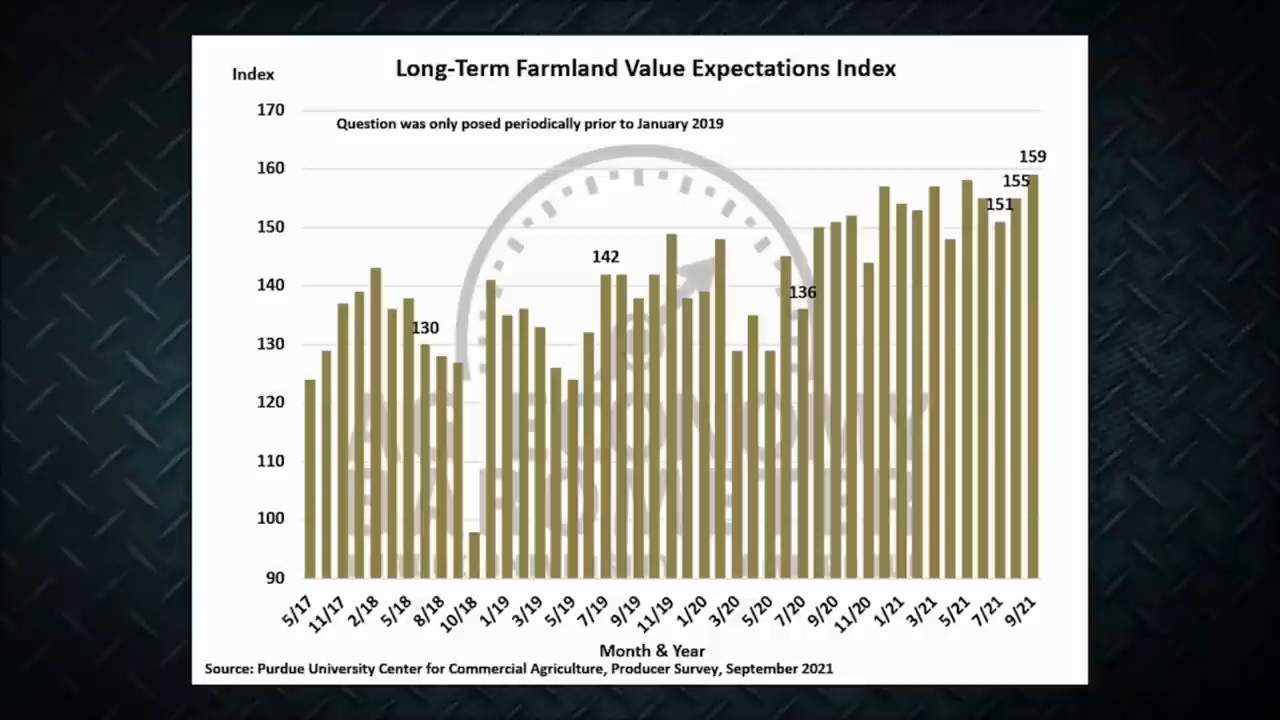 Long-Term Farmland Value Expectations Index
Index
170
Question was only posed periodically prior to January 2019
160
150
140
130
120
110
100
90
130
142
136
151
155
159
AG ECONOMY
BAROMETER
5/17 11/17 2/18 5/18 8/18 10/18 1/19 3/19 5/19 7/19 9/19 11/19 1/20 3/20 5/20 7/20 9/20 11/20 1/21 3/21 5/21 7/21 9/21
Month & Year
Source: Purdue University Center for Commercial Agriculture, Producer Survey, September 2021